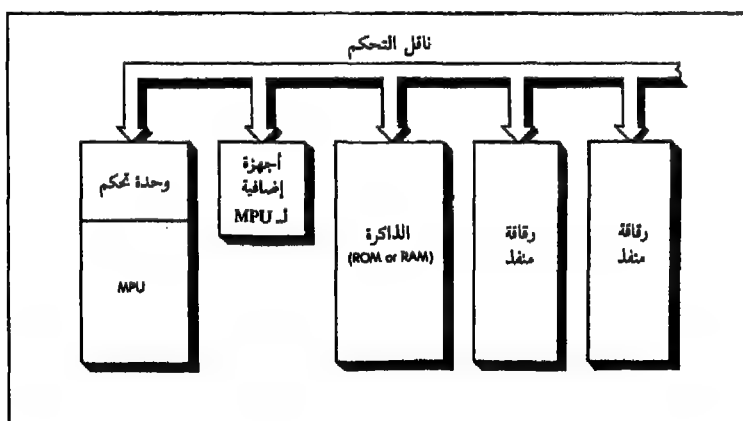 ناقل التحكم
وحدة تحكم
MPU
أجهزة
إضافية
لـ MPU
الذاكرة
(ROM or RAM)
رقاقة
منفذ
رقاقة
منفذ